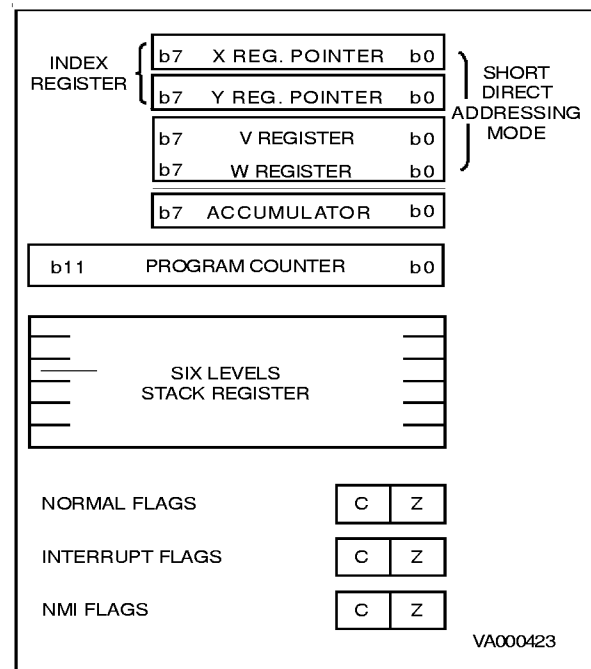 INDEX
REGISTER
b7 X REG. POINTER b0
b7 Y REG. POINTER b0
b7 V REGISTER b0
b7 W REGISTER b0
SHORT
DIRECT
ADDRESSING
MODE
b7 ACCUMULATOR b0
b11 PROGRAM COUNTER b0
SIX LEVELS
STACK REGISTER
NORMAL FLAGS C Z
INTERRUPT FLAGS C Z
NMI FLAGS C Z
VA000423